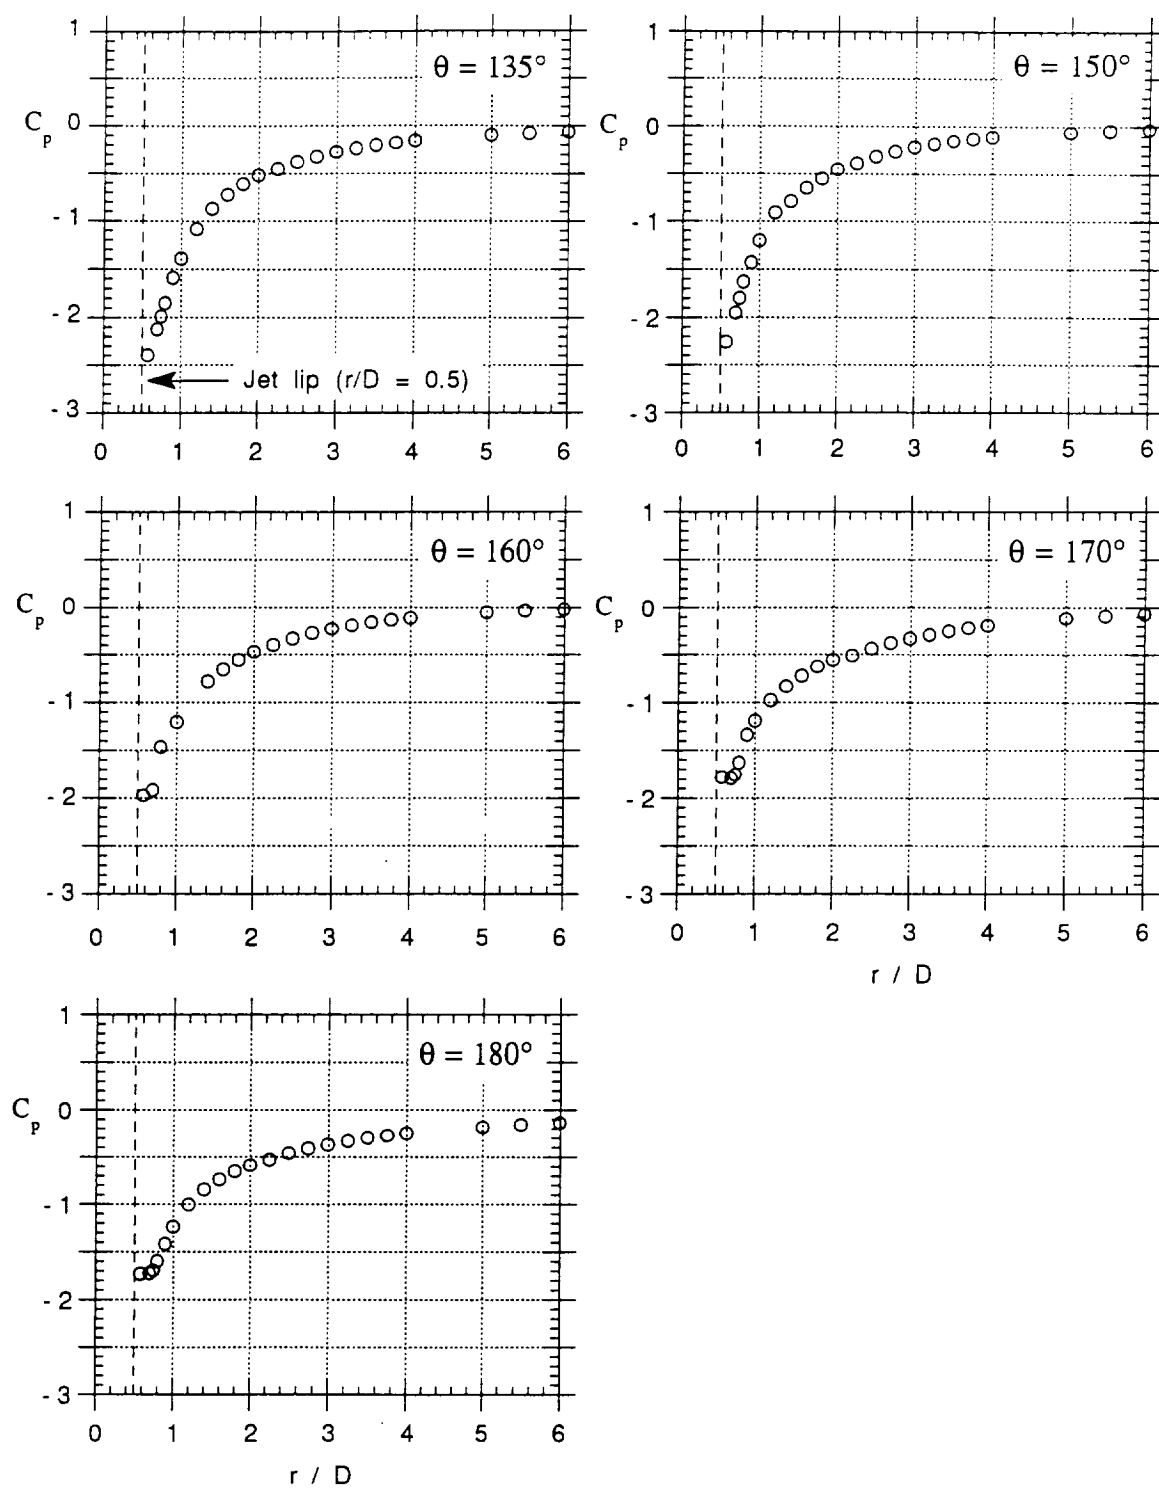 1
θ = 135°
C_p 0
- 1
- 2
Jet lip (r/D = 0.5)
- 3
0 1 2 3 4 5 6
1
θ = 150°
C_p 0
- 1
- 2
- 3
0 1 2 3 4 5 6
1
θ = 160°
C_p 0
- 1
- 2
- 3
0 1 2 3 4 5 6
1
θ = 170°
C_p 0
- 1
- 2
- 3
0 1 2 3 4 5 6
r / D
1
θ = 180°
C_p 0
- 1
- 2
- 3
0 1 2 3 4 5 6
r / D